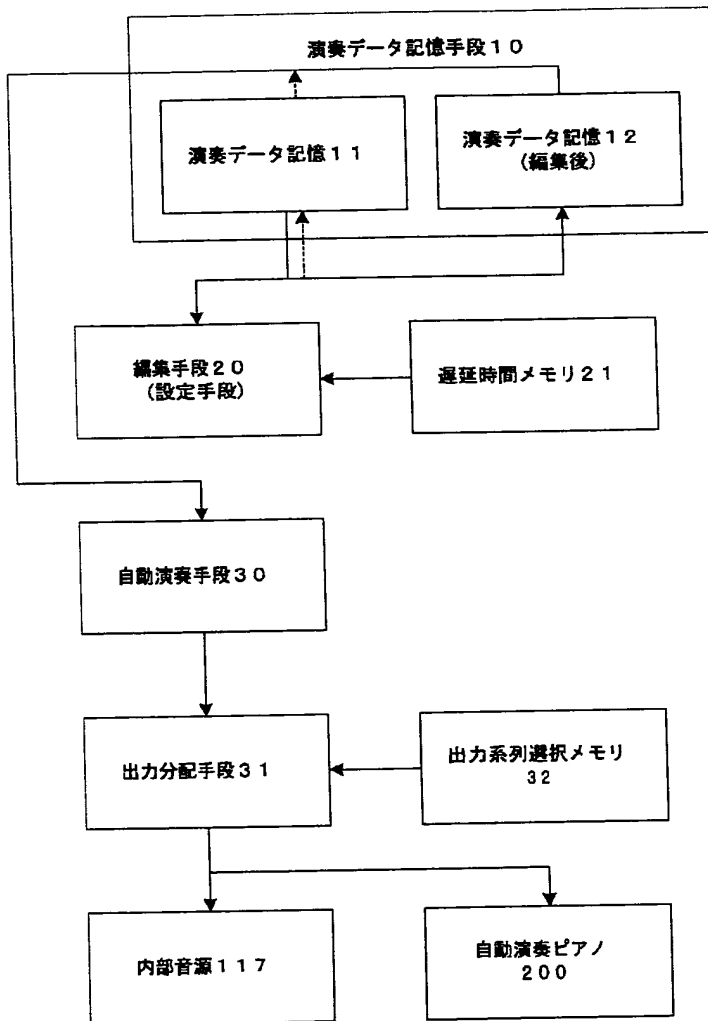 演奏データ記憶手段１０
演奏データ記憶１１
演奏データ記憶１２
(編集後)
編集手段２０
(設定手段)
遅延時間メモリ２１
自動演奏手段３０
出力分配手段３１
出力系列選択メモリ
32
内部音源１１７
自動演奏ピアノ
200